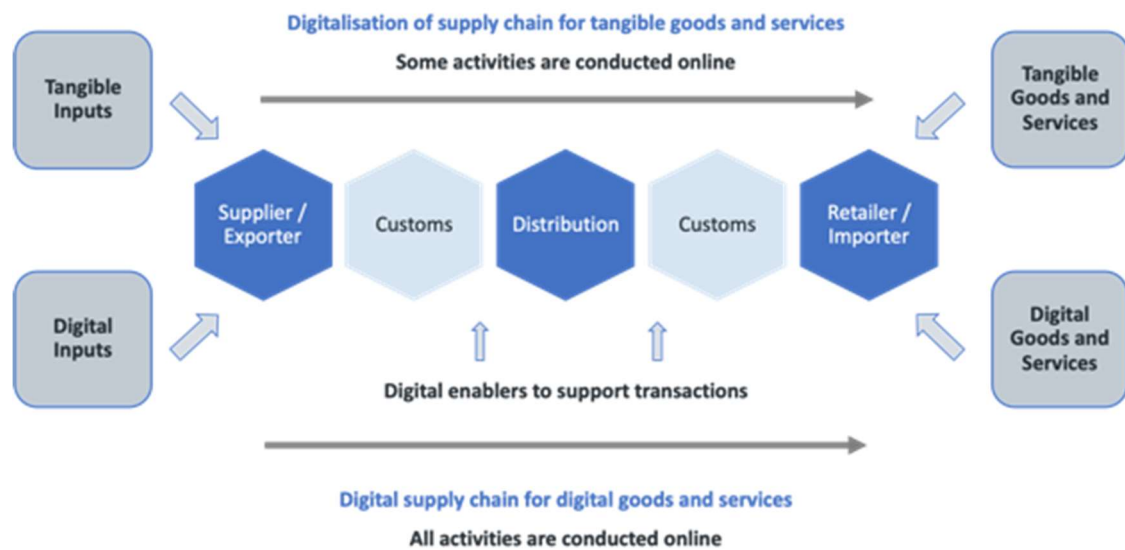 Digitalisation of supply chain for tangible goods and services
Some activities are conducted online
Tangible
Inputs
Tangible
Goods and
Services
Supplier /
Exporter
Customs
Distribution
Customs
Retailer /
Importer
Digital
Inputs
Digital
Goods and
Services
Digital enablers to support transactions
Digital supply chain for digital goods and services
All activities are conducted online